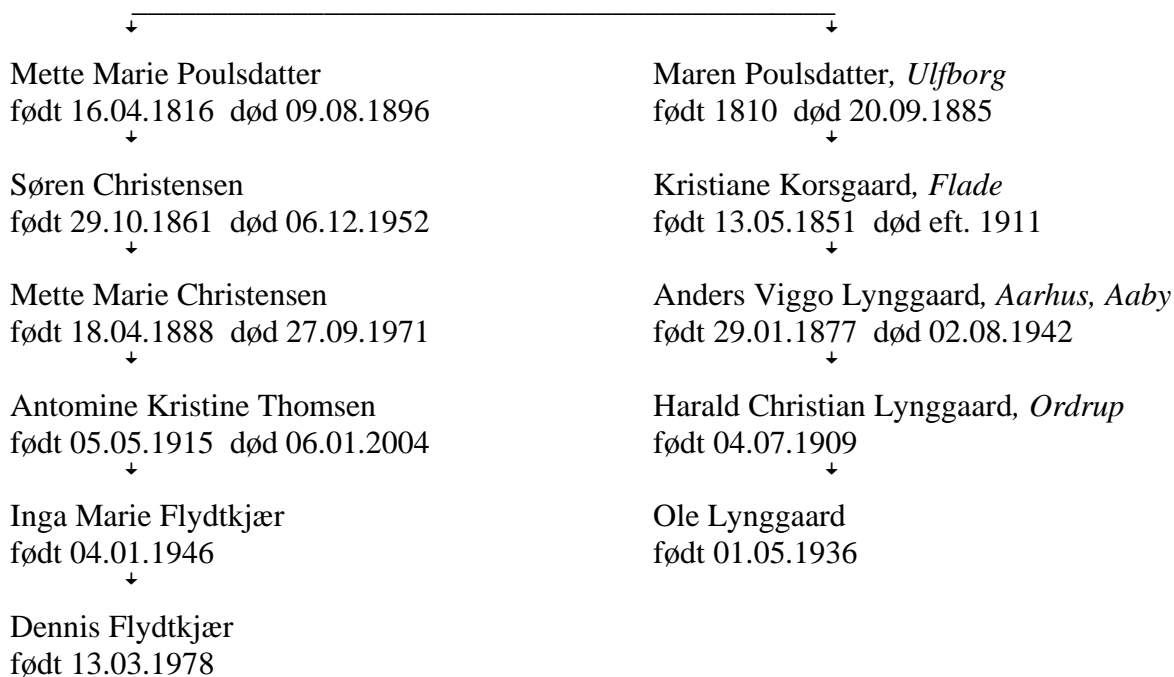 Mette Marie Poulsdatter
født 16.04.1816 død 09.08.1896
Søren Christensen
født 29.10.1861 død 06.12.1952
Mette Marie Christensen
født 18.04.1888 død 27.09.1971
Antomine Kristine Thomsen
født 05.05.1915 død 06.01.2004
Inga Marie Flydtkjær
født 04.01.1946
Dennis Flydtkjær
født 13.03.1978
Maren Poulsdatter, Ulfborg
født 1810 død 20.09.1885
Kristiane Korsgaard, Flade
født 13.05.1851 død eft. 1911
Anders Viggo Lynggaard, Aarhus, Aaby
født 29.01.1877 død 02.08.1942
Harald Christian Lynggaard, Ordrup
født 04.07.1909
Ole Lynggaard
født 01.05.1936